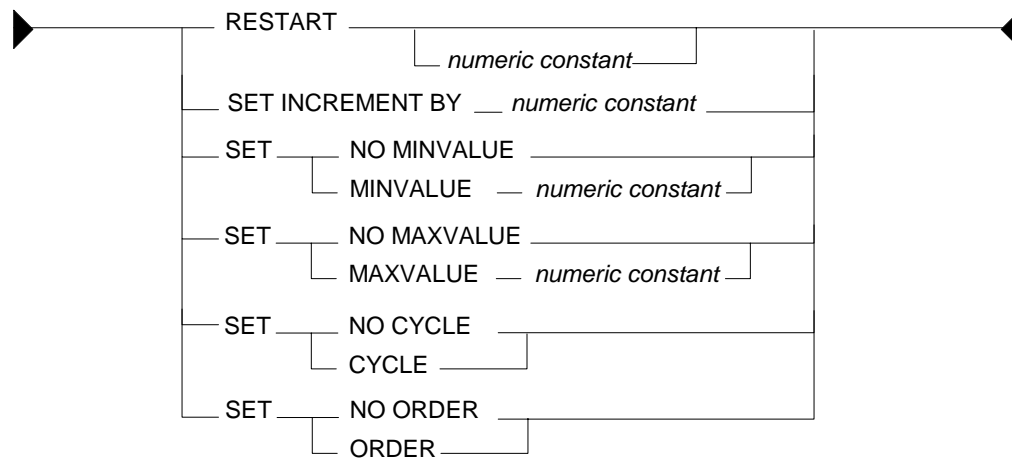 RESTART
numeric constant
SET INCREMENT BY numeric constant
SET NO MINVALUE
MINVALUE numeric constant
SET NO MAXVALUE
MAXVALUE numeric constant
SET NO CYCLE
CYCLE
SET NO ORDER
ORDER